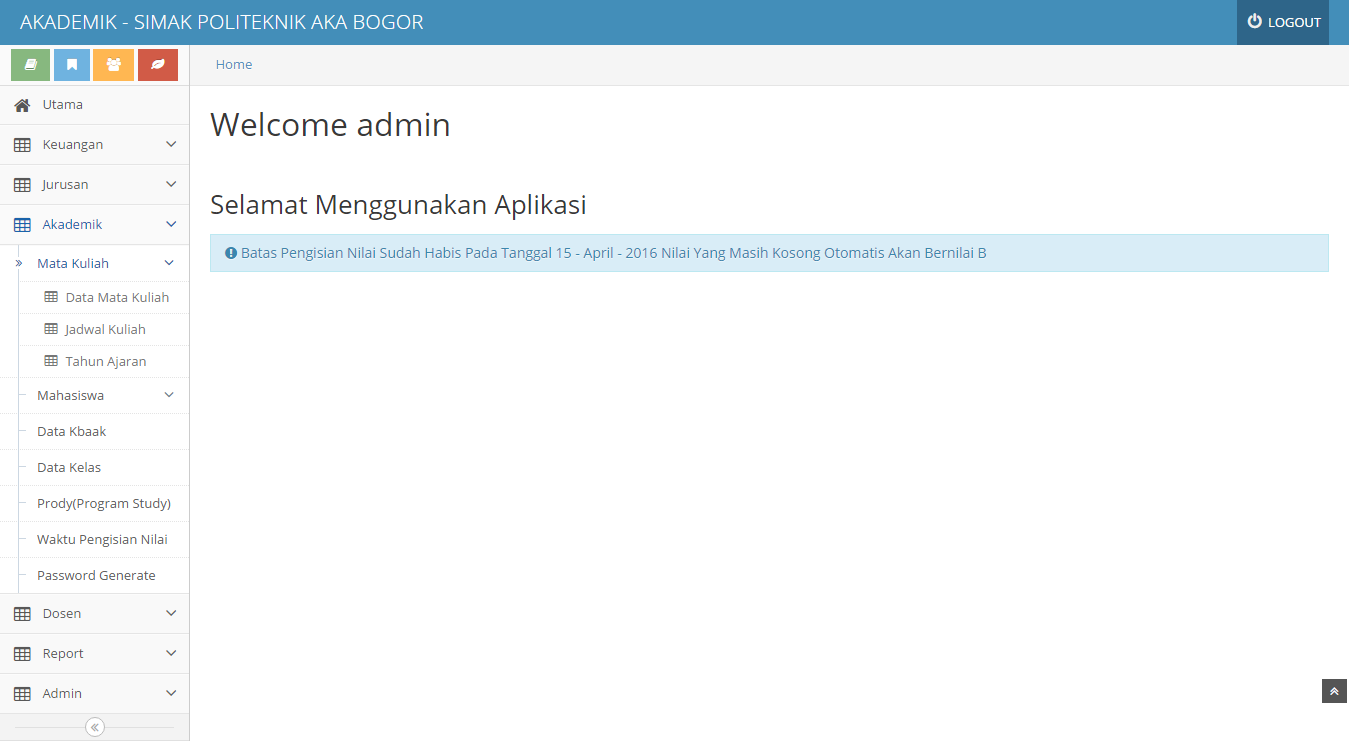 AKADEMIK - SIMAK POLITEKNIK AKA BOGOR
LOGOUT
Home
Utama
Keuangan
Jurusan
Akademik
Mata Kuliah
Data Mata Kuliah
Jadwal Kuliah
Tahun Ajaran
Mahasiswa
Data Kbaak
Data Kelas
Prody(Program Study)
Waktu Pengisian Nilai
Password Generate
Dosen
Report
Admin
Welcome admin
Selamat Menggunakan Aplikasi
Batas Pengisian Nilai Sudah Habis Pada Tanggal 15 - April - 2016 Nilai Yang Masih Kosong Otomatis Akan Bernilai B